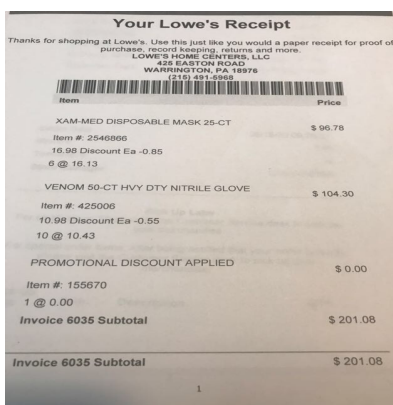 Your Lowe's Receipt
Thanks for shopping at Lowe's. Use this just like you would a paper receipt for proof of
purchase, record keeping, returns and more.
LOWE'S HOME CENTERS, LLC
425 EASTON ROAD
WARRINGTON, PA 18976
(215) 491-5968
Item Price
XAM-MED DISPOSABLE MASK 25-CT $ 96.78
Item #: 2546866
16.98 Discount Ea -0.85
6 @ 16.13
VENOM 50-CT HVY DTY NITRILE GLOVE $ 104.30
Item #: 425006
10.98 Discount Ea -0.55
10 @ 10.43
PROMOTIONAL DISCOUNT APPLIED $ 0.00
Item #: 155670
1 @ 0.00
Invoice 6035 Subtotal $ 201.08
Invoice 6035 Subtotal $ 201.08
1